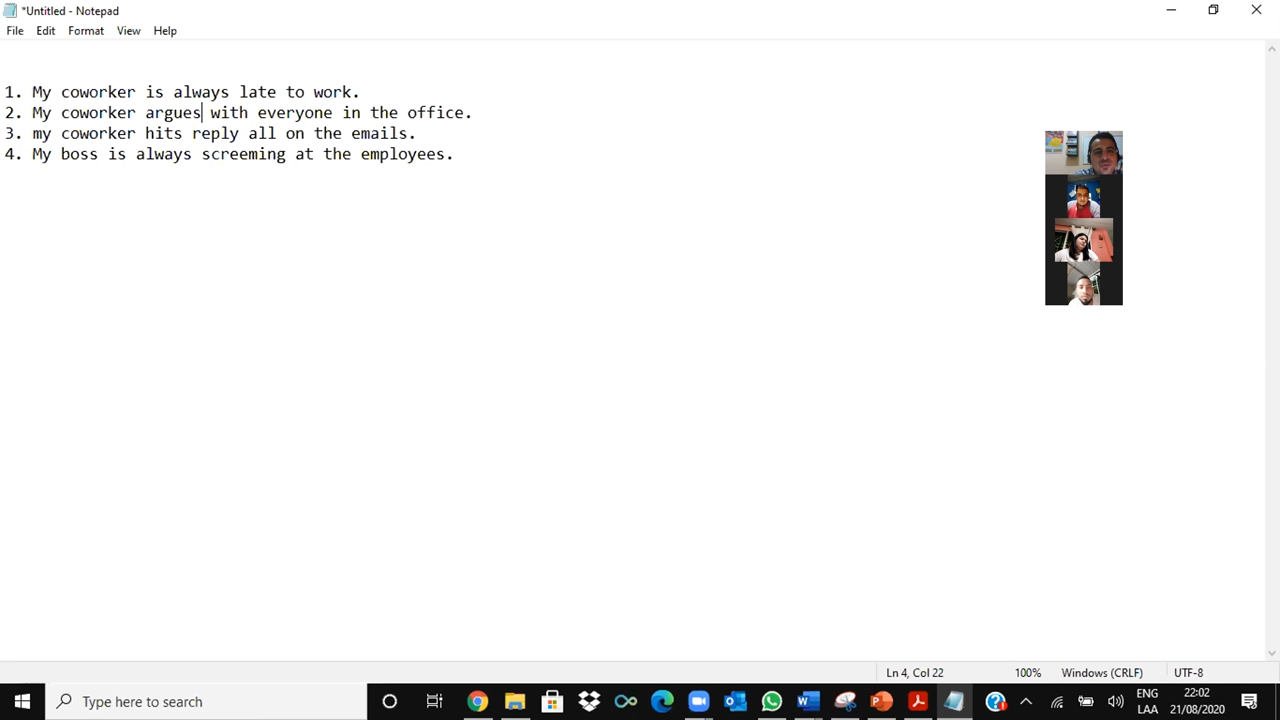 *Untitled - Notepad
File Edit Format View Help
1. My coworker is always late to work.
2. My coworker argues with everyone in the office.
3. my coworker hits reply all on the emails.
4. My boss is always screeming at the employees.
Ln 4, Col 22 100% Windows (CRLF) UTF-8
Type here to search
ENG 22:02
LAA 21/08/2020